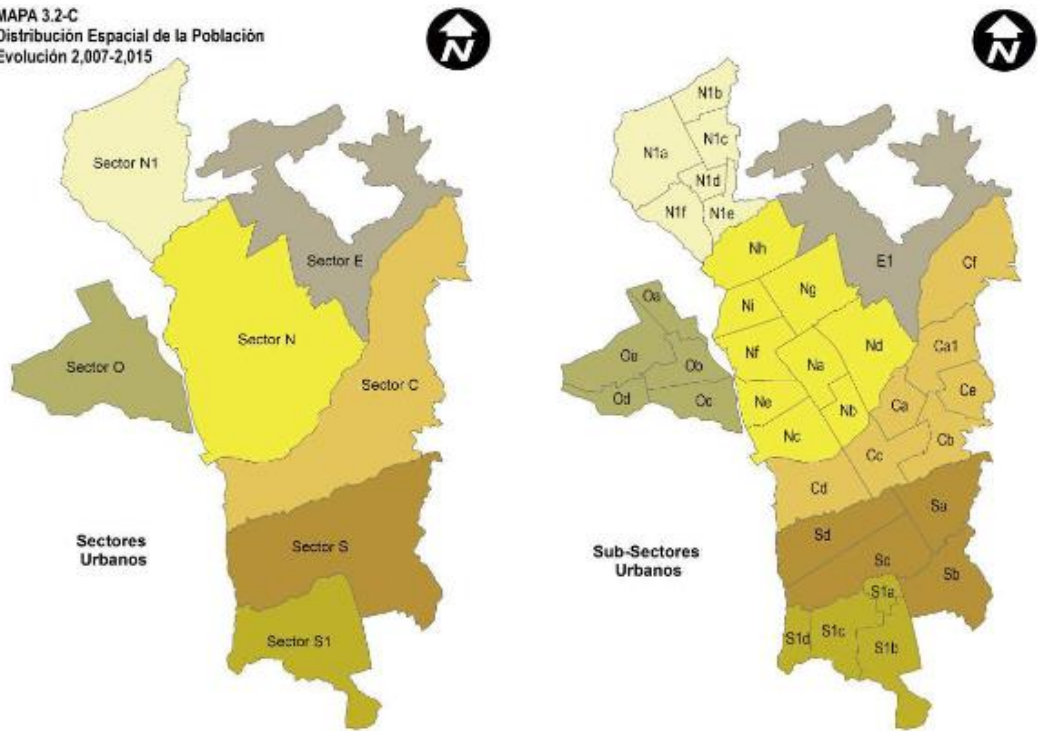 MAPA 3.2-C
Distribución Espacial de la Población
Evolución 2,007-2,015
N
Sector N1
Sector E
Sector N
Sector O
Sector C
Sector S
Sector S1
Sectores
Urbanos
N
N1b
N1a
N1c
N1d
N1f
N1e
Nh
E1
Cf
Ng
Oa
Ni
Nd
Ca1
Nf
Oe
Ob
Na
Ce
Od
Oc
Ne
Nb
Ca
Nc
Cb
Cc
Cd
Sa
Sd
Sc
Sb
S1a
S1d
S1c
S1b
Sub-Sectores
Urbanos